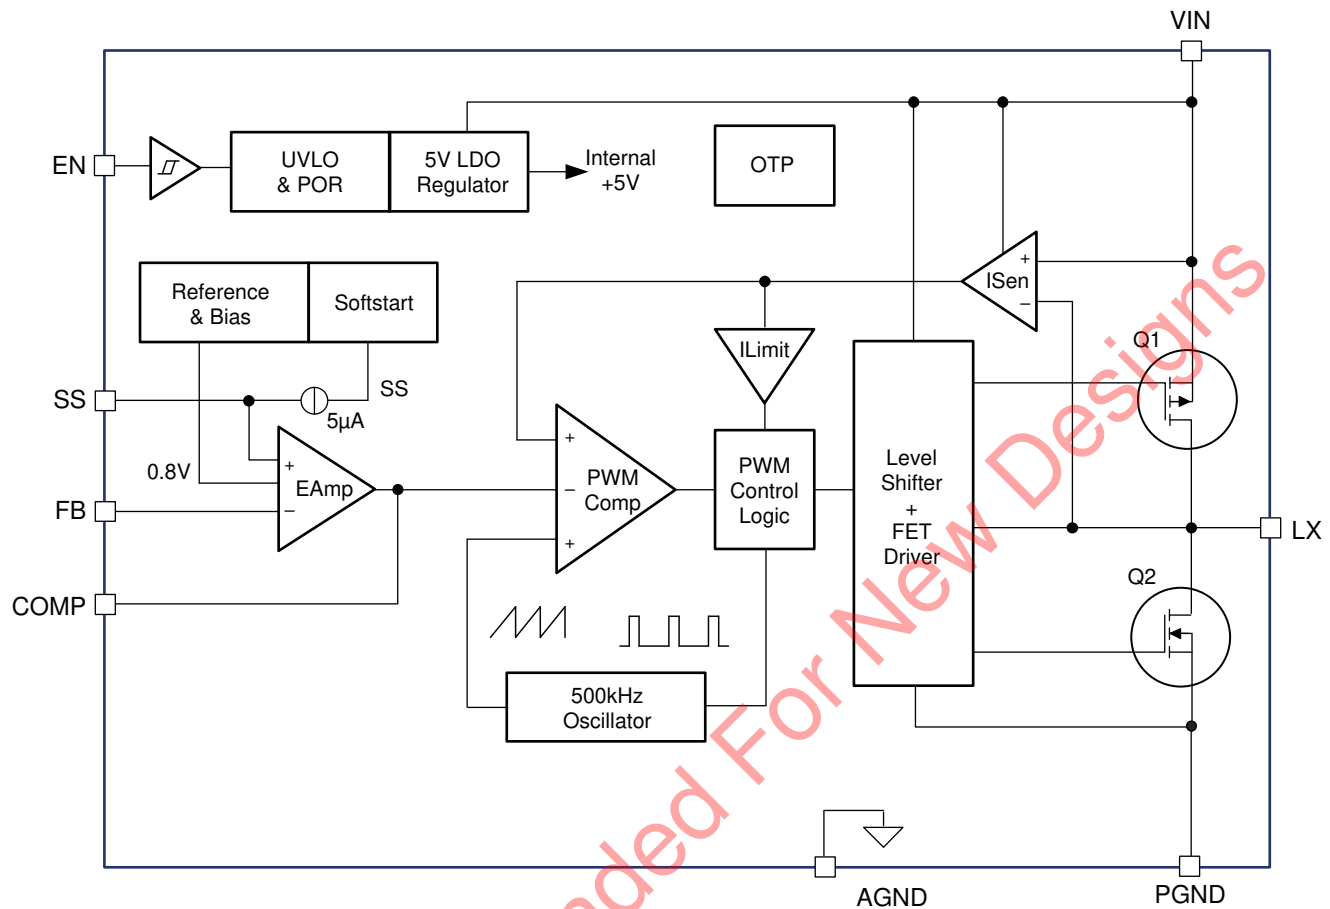 VIN
EN
UVLO
& POR
5V LDO
Regulator
Internal
+5V
OTP
Reference
& Bias
Softstart
ISen
+
−
ILimit
Q1
SS
SS
5µA
0.8V
+
EAmp
−
FB
COMP
+
PWM
Comp
−
+
PWM
Control
Logic
Level
Shifter
+
FET
Driver
LX
Q2
500kHz
Oscillator
AGND
PGND
For New Designs